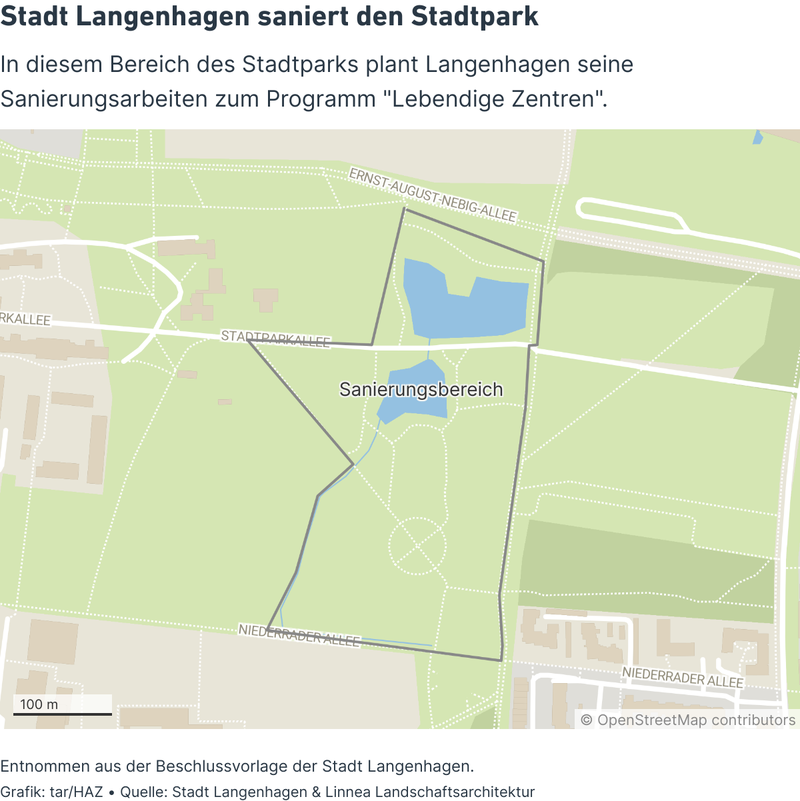 Stadt Langenhagen saniert den Stadtpark
In diesem Bereich des Stadtparks plant Langenhagen seine
Sanierungsarbeiten zum Programm "Lebendige Zentren".
ERNST-AUGUST-NEBIG-ALLEE
RKALLEE
STADTPARKALLEE
Sanierungsbereich
NIEDERRADER ALLEE
NIEDERRADER ALLEE
100 m
© OpenStreetMap contributors
Entnommen aus der Beschlussvorlage der Stadt Langenhagen.
Grafik: tar/HAZ • Quelle: Stadt Langenhagen & Linnea Landschaftsarchitektur